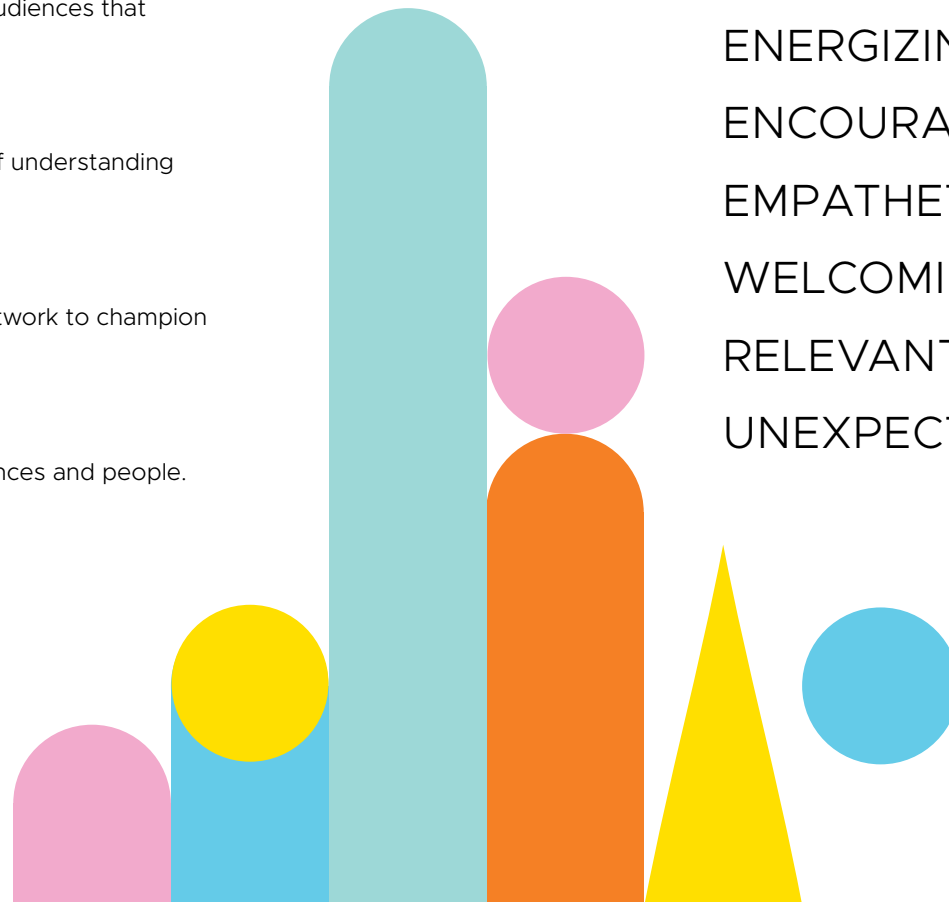 udiences that
f understanding
twork to champion
nces and people.
ENERGIZIN
ENCOURA
EMPATHET
WELCOMI
RELEVANT
UNEXPECT